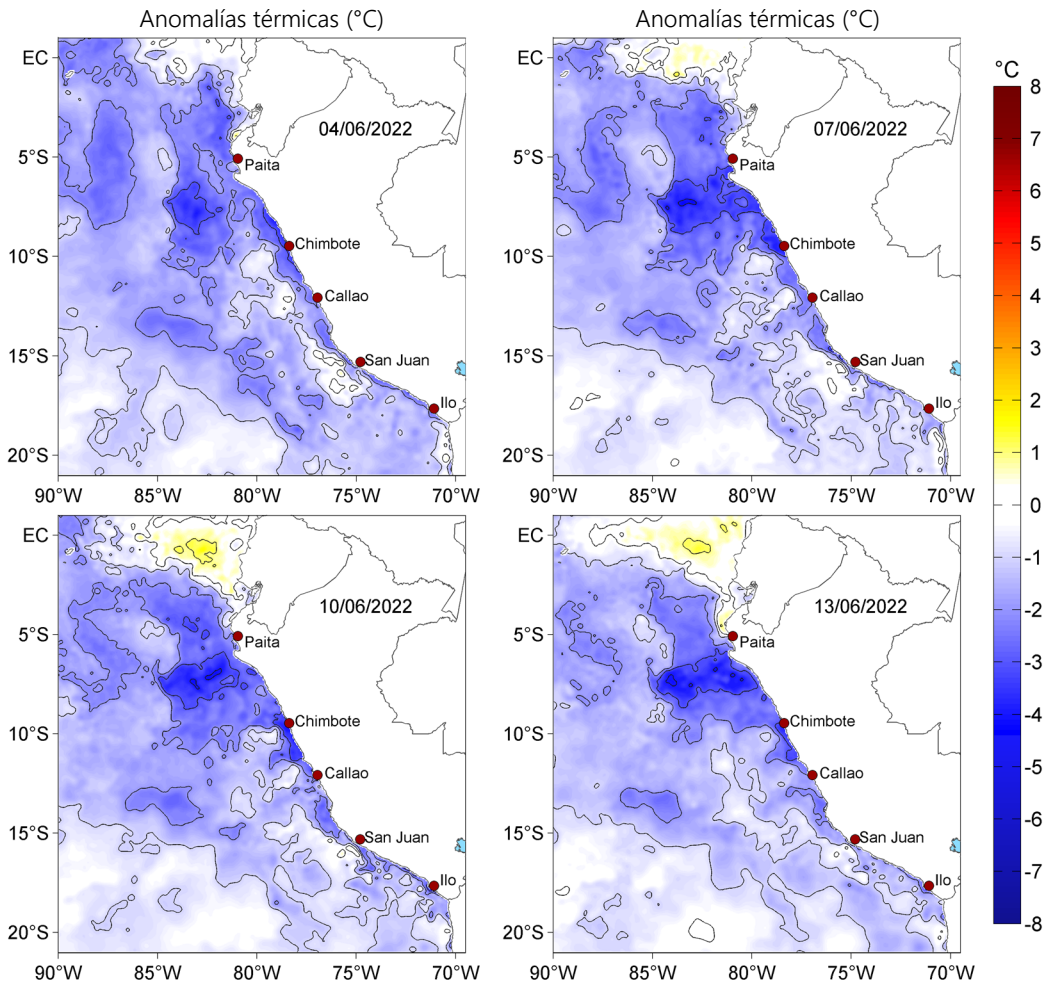 Anomalías térmicas (°C)
Anomalías térmicas (°C)
EC
04/06/2022
5°S
Paita
Chimbote
10°S
Callao
15°S
San Juan
Ilo
20°S
90°W
85°W
80°W
75°W
70°W
EC
07/06/2022
5°S
Paita
Chimbote
10°S
Callao
15°S
San Juan
Ilo
20°S
90°W
85°W
80°W
75°W
70°W
EC
10/06/2022
5°S
Paita
Chimbote
10°S
Callao
15°S
San Juan
Ilo
20°S
90°W
85°W
80°W
75°W
70°W
EC
13/06/2022
5°S
Paita
Chimbote
10°S
Callao
15°S
San Juan
Ilo
20°S
90°W
85°W
80°W
75°W
70°W
°C
8
7
6
5
4
3
2
1
0
-1
-2
-3
-4
-5
-6
-7
-8